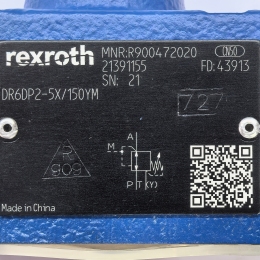 rexroth
MNR:R900472020
21391155 FD: 43913
SN: 21
DR6DP2-5X/150YM
727
A
M
P T(Y)
Made in China